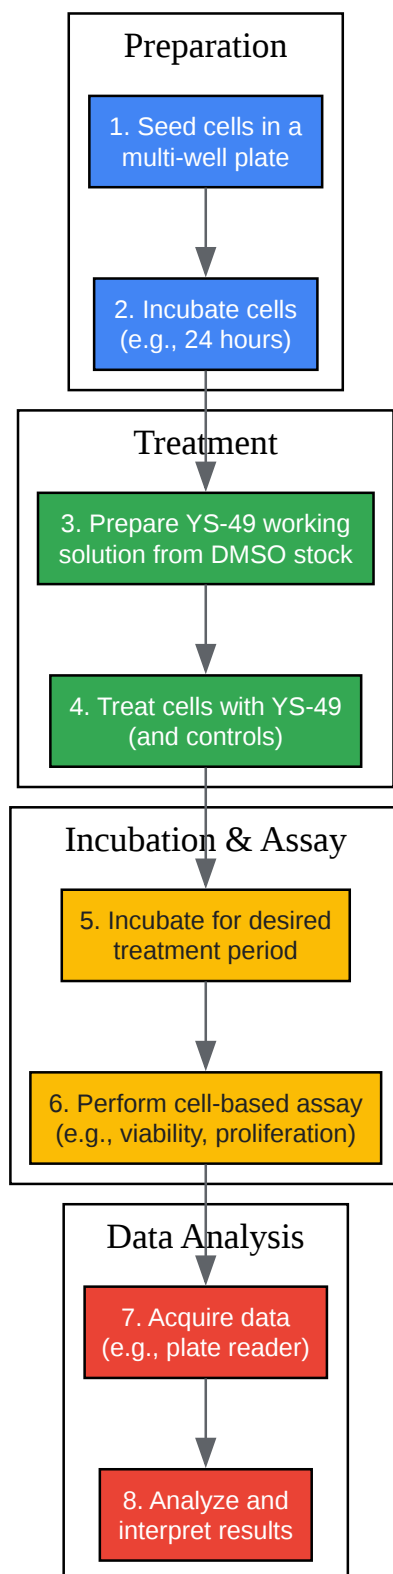 Preparation
1. Seed cells in a
multi-well plate
2. Incubate cells
(e.g., 24 hours)
Treatment
3. Prepare YS-49 working
solution from DMSO stock
4. Treat cells with YS-49
(and controls)
Incubation & Assay
5. Incubate for desired
treatment period
6. Perform cell-based assay
(e.g., viability, proliferation)
Data Analysis
7. Acquire data
(e.g., plate reader)
8. Analyze and
interpret results